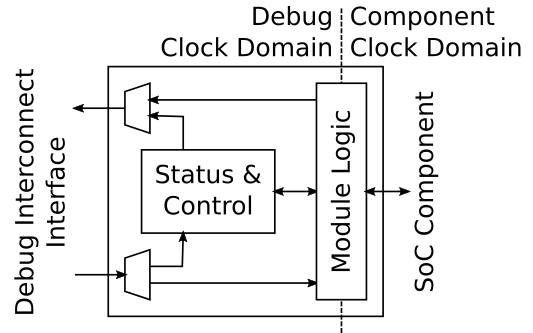 Debug
Clock Domain
Component
Clock Domain
Debug Interconnect
Interface
Status &
Control
Module Logic
SoC Component